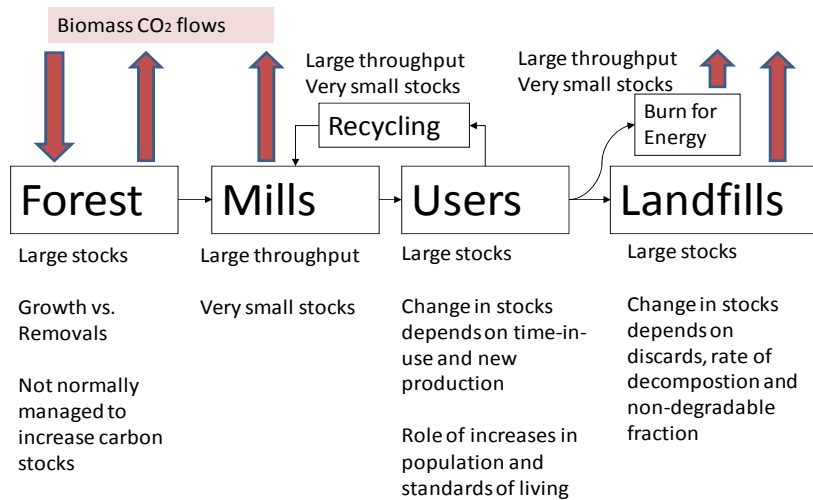 Biomass CO₂ flows
Large throughput
Very small stocks
Large throughput
Very small stocks
Recycling
Burn for
Energy
Forest
Mills
Users
Landfills
Large stocks
Growth vs.
Removals
Not normally
managed to
increase carbon
stocks
Large throughput
Very small stocks
Large stocks
Change in stocks
depends on time-in-
use and new
production
Role of increases in
population and
standards of living
Large stocks
Change in stocks
depends on
discards, rate of
decompostion and
non-degradable
fraction